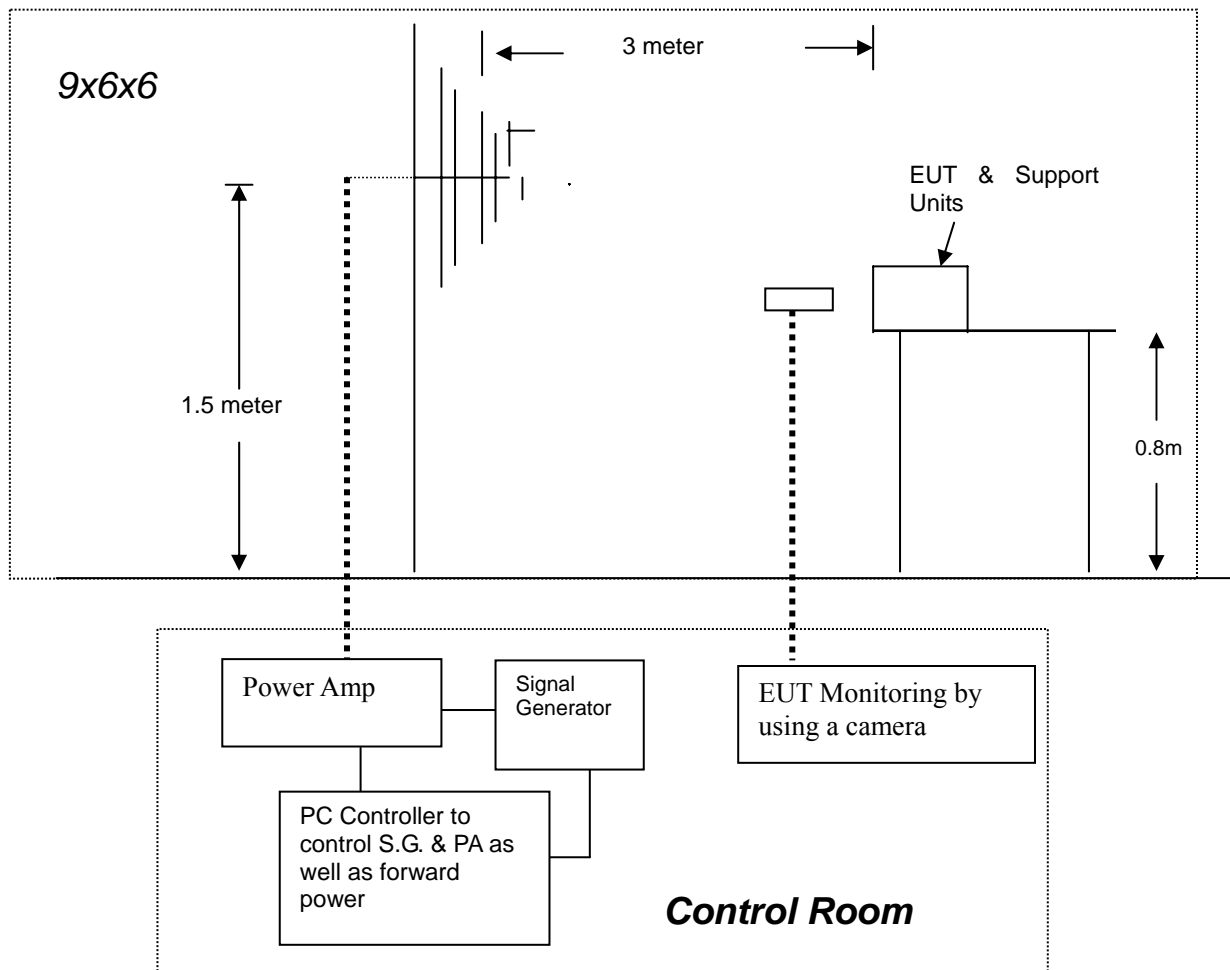 3 meter
9x6x6
EUT & Support
Units
1.5 meter
0.8m
Power Amp
Signal
Generator
EUT Monitoring by
using a camera
PC Controller to
control S.G. & PA as
well as forward
power
Control Room